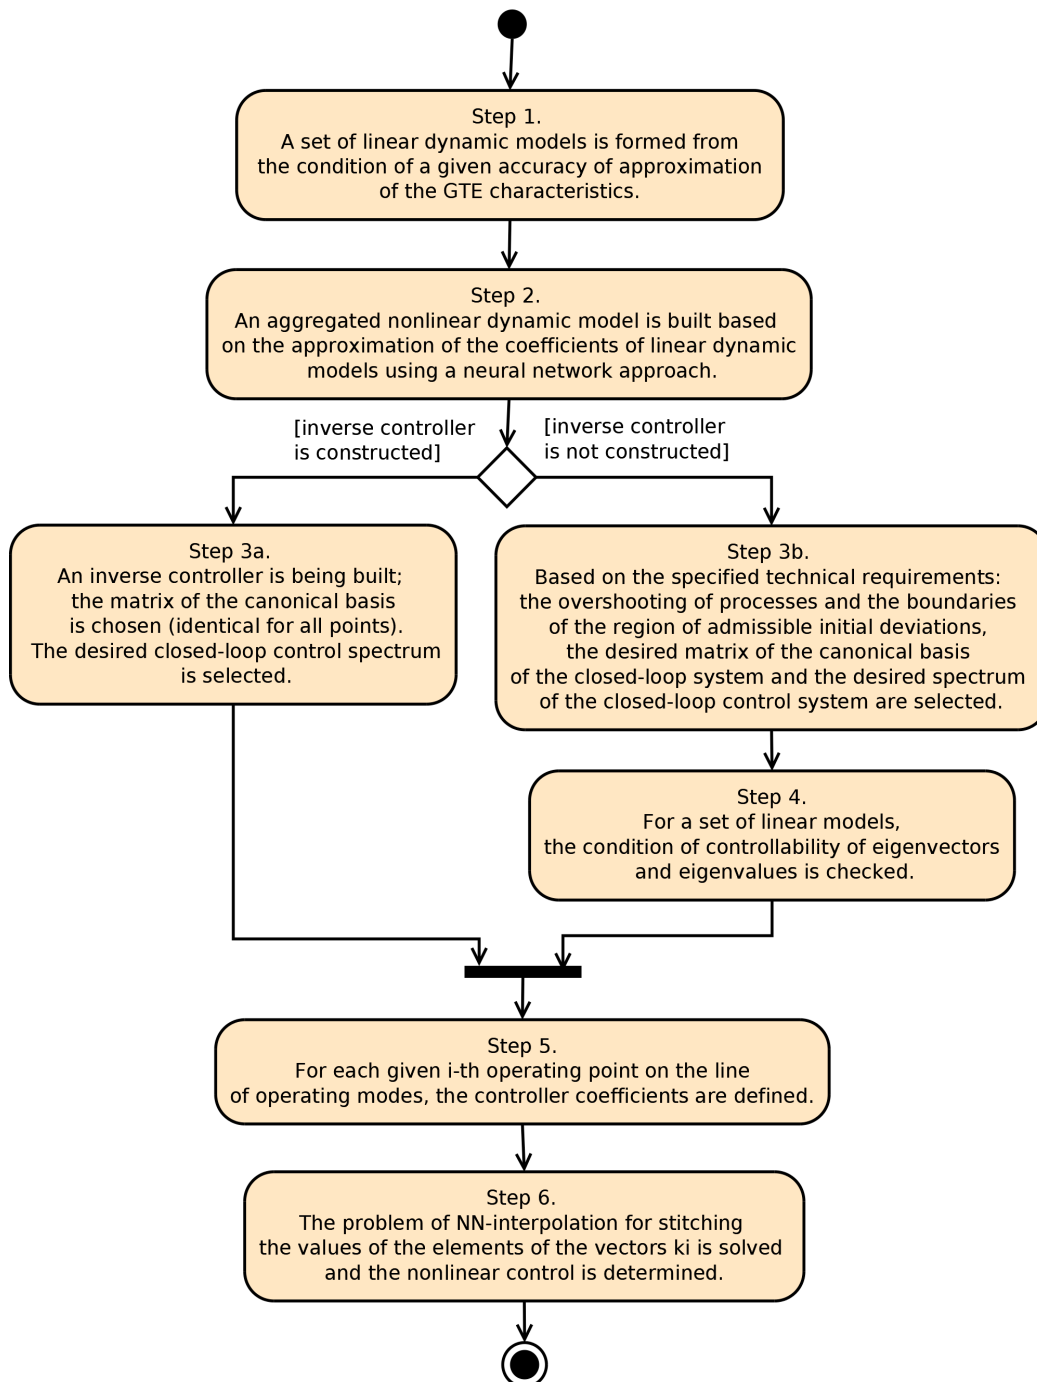 Step 1.
A set of linear dynamic models is formed from
the condition of a given accuracy of approximation
of the GTE characteristics.
Step 2.
An aggregated nonlinear dynamic model is built based
on the approximation of the coefficients of linear dynamic
models using a neural network approach.
[inverse controller
is constructed]
[inverse controller
is not constructed]
Step 3a.
An inverse controller is being built;
the matrix of the canonical basis
is chosen (identical for all points).
The desired closed-loop control spectrum
is selected.
Step 3b.
Based on the specified technical requirements:
the overshooting of processes and the boundaries
of the region of admissible initial deviations,
the desired matrix of the canonical basis
of the closed-loop system and the desired spectrum
of the closed-loop control system are selected.
Step 4.
For a set of linear models,
the condition of controllability of eigenvectors
and eigenvalues is checked.
Step 5.
For each given i-th operating point on the line
of operating modes, the controller coefficients are defined.
Step 6.
The problem of NN-interpolation for stitching
the values of the elements of the vectors ki is solved
and the nonlinear control is determined.